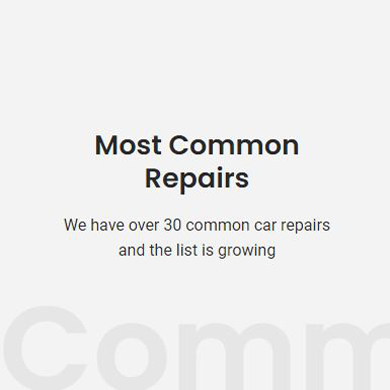 Most Common
Repairs
We have over 30 common car repairs
and the list is growing
Comm